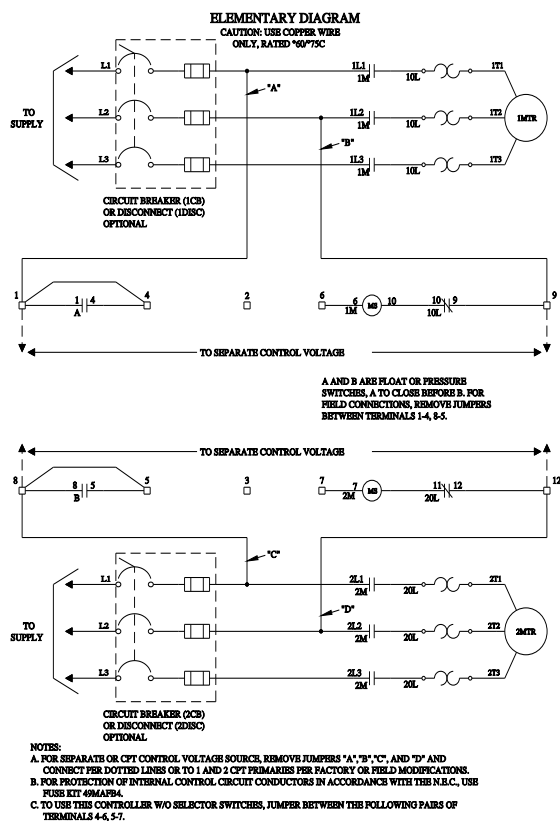 ELEMENTARY DIAGRAM
CAUTION: USE COPPER WIRE
ONLY, RATED °60/°75C
L1
1L1
1M
10L
1T1
"A"
TO
SUPPLY
L2
1L2
1M
10L
1T2
1MTR
"B"
L3
1L3
1M
10L
1T3
CIRCUIT BREAKER (1CB)
OR DISCONNECT (1DISC)
OPTIONAL
1
1
4
A
4
2
6
6
1M
MS
10
10
9
10L
9
TO SEPARATE CONTROL VOLTAGE
A AND B ARE FLOAT OR PRESSURE
SWITCHES, A TO CLOSE BEFORE B. FOR
FIELD CONNECTIONS, REMOVE JUMPERS
BETWEEN TERMINALS 1-4, 8-5.
TO SEPARATE CONTROL VOLTAGE
8
8
5
B
5
3
7
7
2M
MS
11
12
20L
12
"C"
L1
2L1
2M
20L
2T1
"D"
TO
SUPPLY
L2
2L2
2M
20L
2T2
2MTR
L3
2L3
2M
20L
2T3
CIRCUIT BREAKER (2CB)
OR DISCONNECT (2DISC)
OPTIONAL
NOTES:
A. FOR SEPARATE OR CPT CONTROL VOLTAGE SOURCE, REMOVE JUMPERS "A","B","C", AND "D" AND
CONNECT PER DOTTED LINES OR TO 1 AND 2 CPT PRIMARIES PER FACTORY OR FIELD MODIFICATIONS.
B. FOR PROTECTION OF INTERNAL CONTROL CIRCUIT CONDUCTORS IN ACCORDANCE WITH THE N.E.C., USE
FUSE KIT 49MAFB4.
C. TO USE THIS CONTROLLER W/O SELECTOR SWITCHES, JUMPER BETWEEN THE FOLLOWING PAIRS OF
TERMINALS 4-6, 5-7.